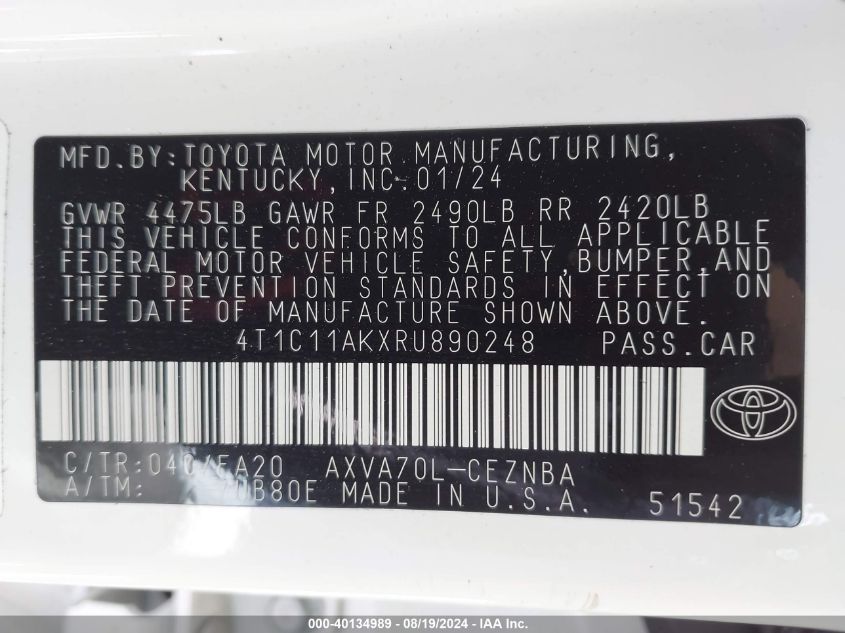 MFD.BY:TOYOTA MOTOR MANUFACTURING,
KENTUCKY, INC. 01/24
GVWR 4475LB GAWR FR 2490LB RR 2420LB
THIS VEHICLE CONFORMS TO ALL APPLICABLE
FEDERAL MOTOR VEHICLE SAFETY, BUMPER, AND
THEFT PREVENTION STANDARDS IN EFFECT ON
THE DATE OF MANUFACTURE SHOWN ABOVE.
4T1C11AKXRU890248 PASS.CAR
C/TR:040/FA20 AXVA70L-CEZNBA
A/TM: MADE IN U.S.A. 51542
000-40134989 - 08/19/2024 - IAA Inc.